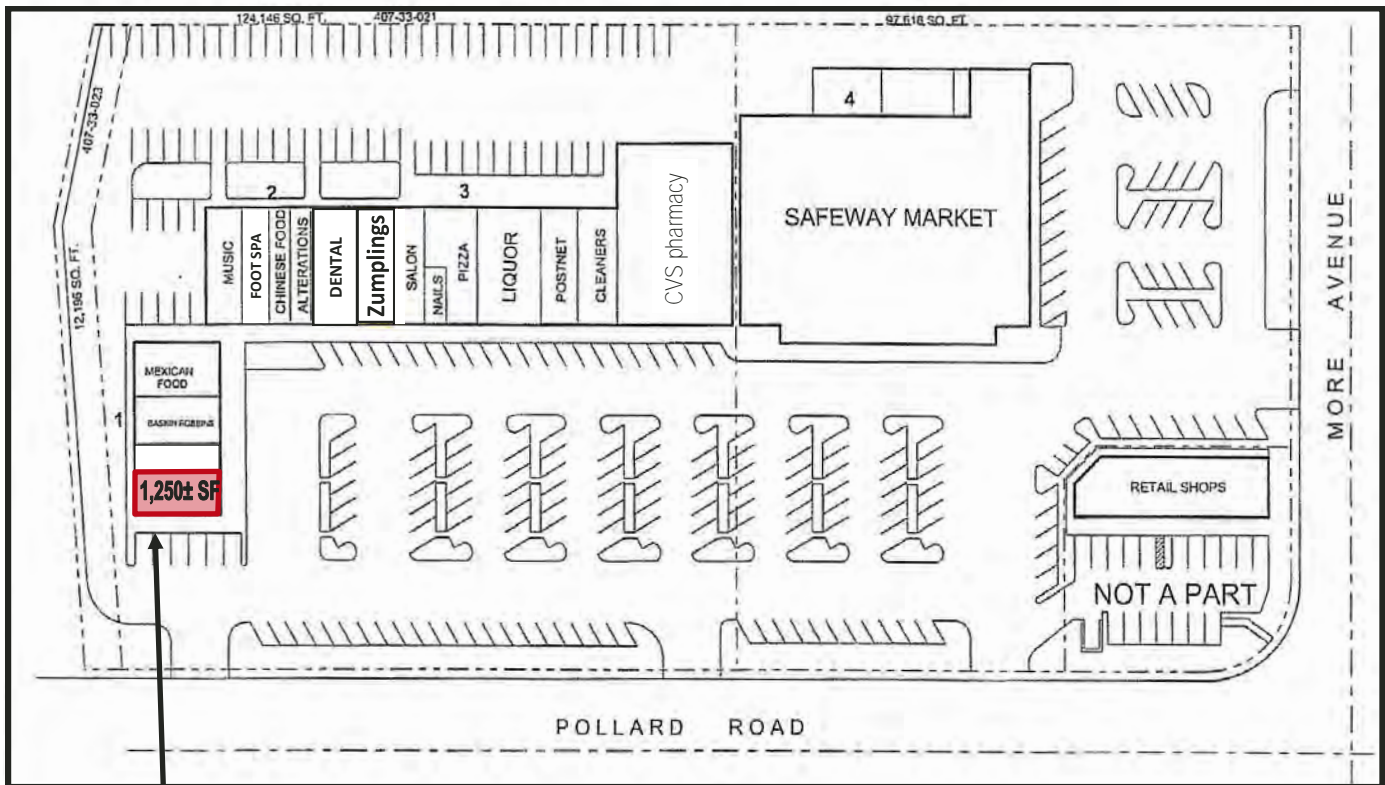 124,146 SQ. FT. 407-33-021
97,618 SQ. FT.
407-33-023
12,196 SQ. FT.
4
2
3
MUSIC
FOOT SPA
CHINESE FOOD
ALTERATIONS
DENTAL
Zumplings
SALON
NAILS
PIZZA
LIQUOR
POSTNET
CLEANERS
CVS pharmacy
SAFEWAY MARKET
MORE AVENUE
1
MEXICAN
FOOD
BASKIN ROBBINS
1,250± SF
RETAIL SHOPS
NOT A PART
POLLARD ROAD